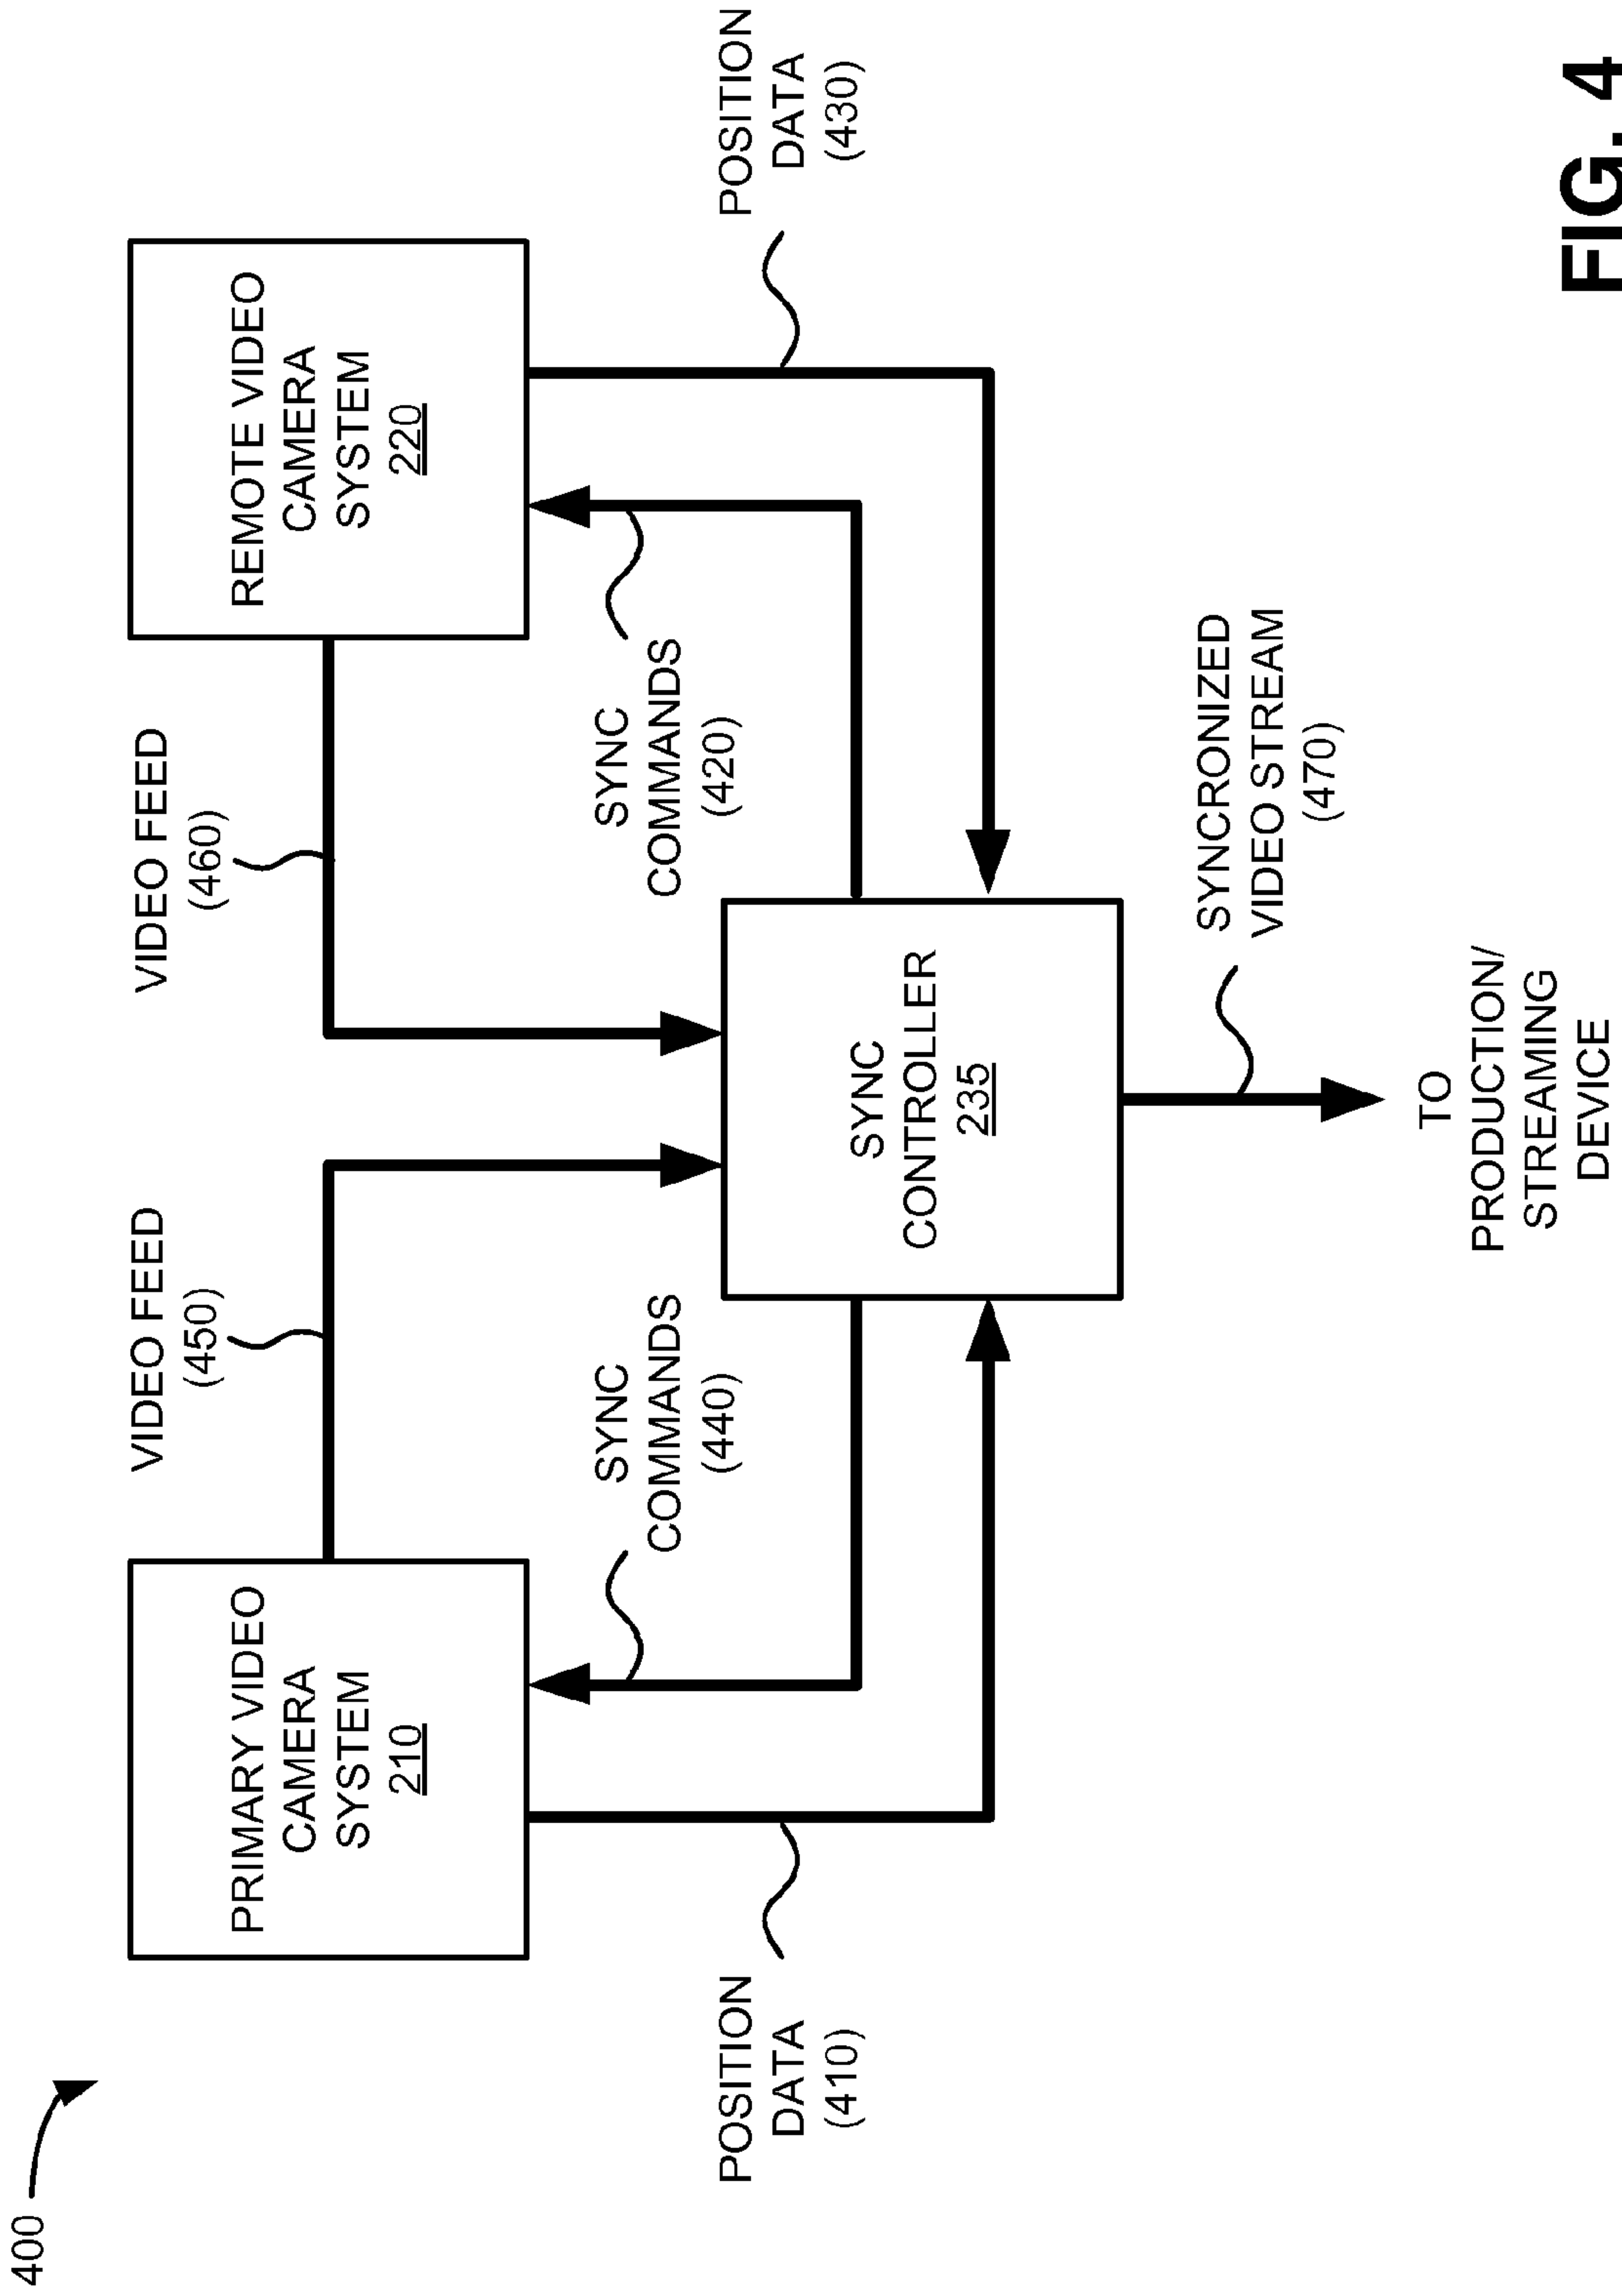 400
VIDEO FEED
(450)
VIDEO FEED
(460)
PRIMARY VIDEO
CAMERA
SYSTEM
210
REMOTE VIDEO
CAMERA
SYSTEM
220
SYNC
COMMANDS
(440)
SYNC
COMMANDS
(420)
POSITION
DATA
(410)
POSITION
DATA
(430)
SYNC
CONTROLLER
235
SYNCRONIZED
VIDEO STREAM
(470)
TO
PRODUCTION/
STREAMING
DEVICE
FIG. 4